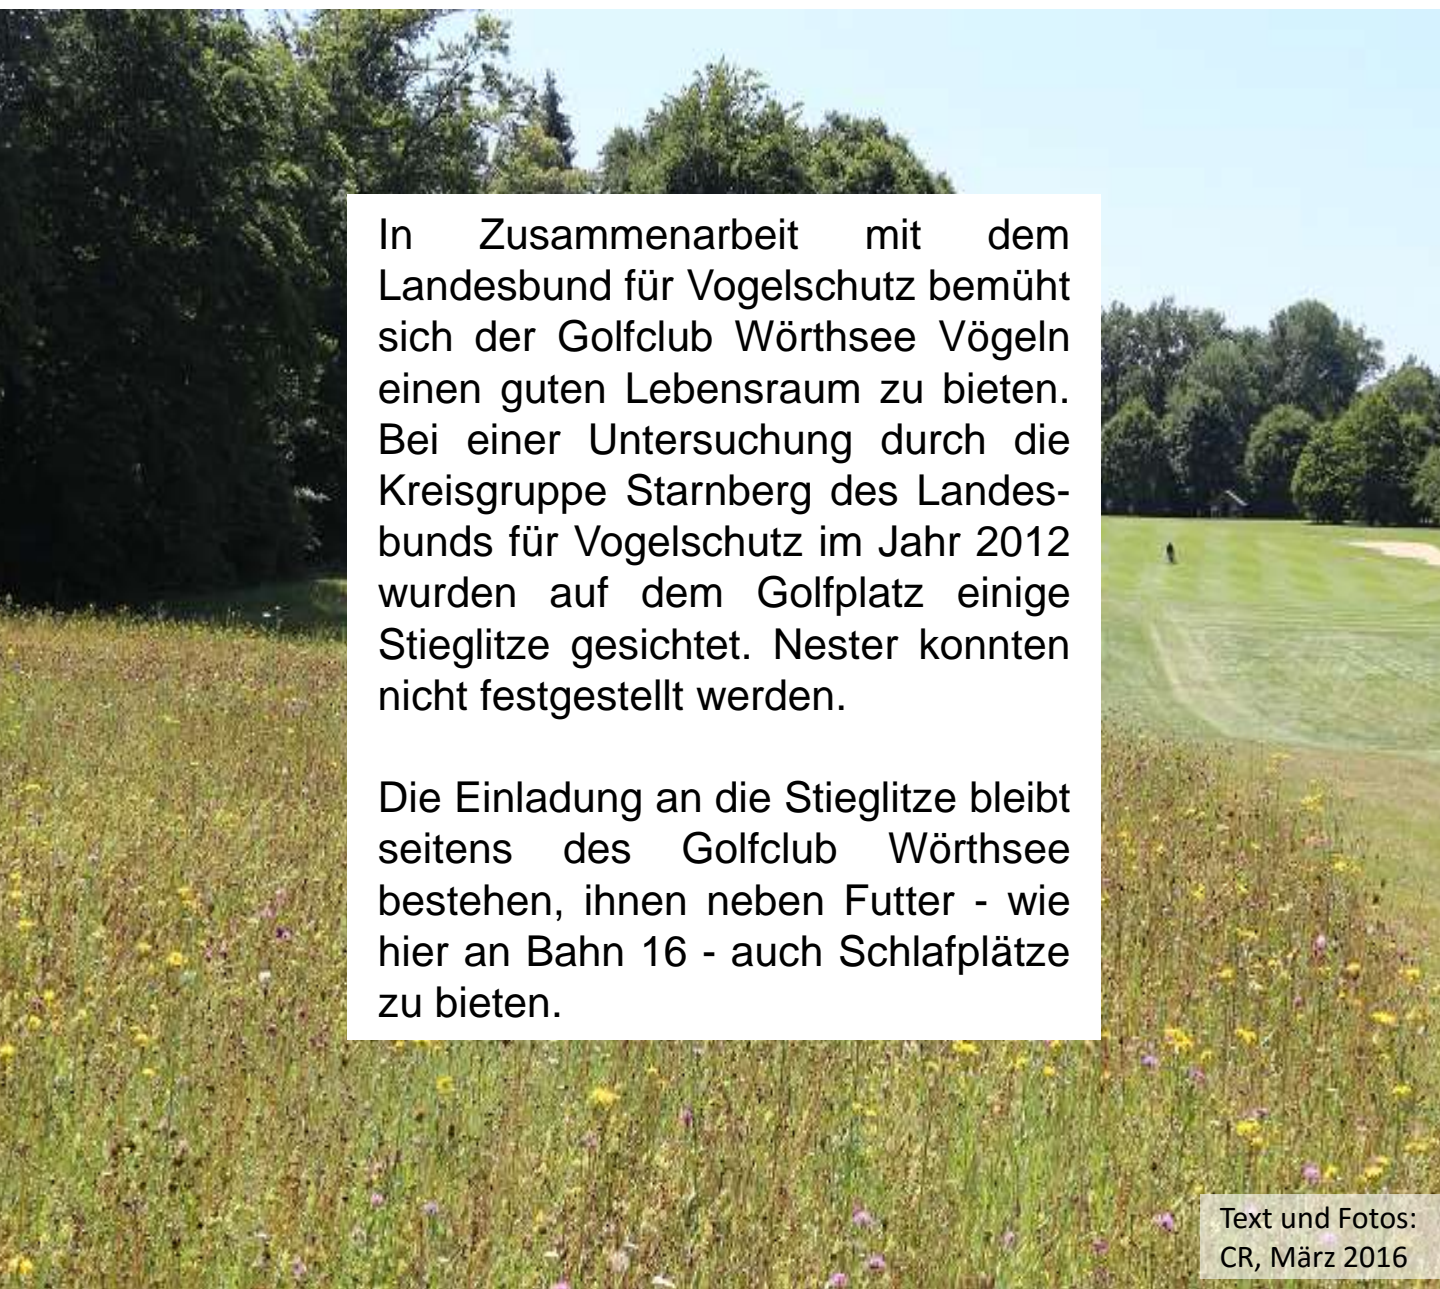 In Zusammenarbeit mit dem
Landesbund für Vogelschutz bemüht
sich der Golfclub Wörthsee Vögeln
einen guten Lebensraum zu bieten.
Bei einer Untersuchung durch die
Kreisgruppe Starnberg des Landes-
bunds für Vogelschutz im Jahr 2012
wurden auf dem Golfplatz einige
Stieglitze gesichtet. Nester konnten
nicht festgestellt werden.
Die Einladung an die Stieglitze bleibt
seitens des Golfclub Wörthsee
bestehen, ihnen neben Futter - wie
hier an Bahn 16 - auch Schlafplätze
zu bieten.
Text und Fotos:
CR, März 2016